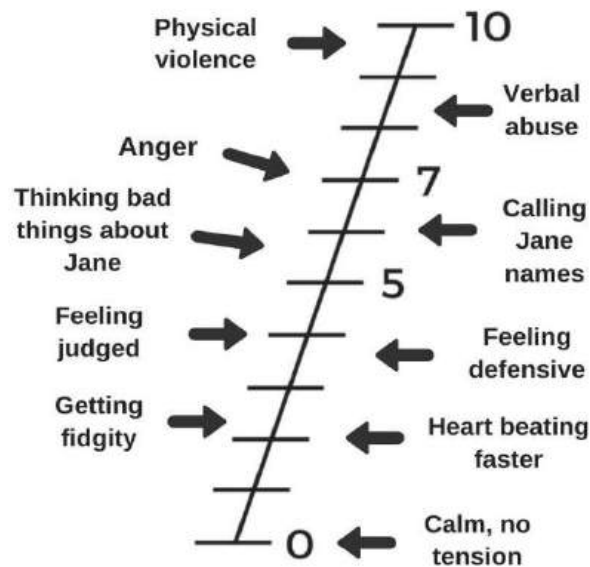 Physical
violence
10
Verbal
abuse
Anger
7
Thinking bad
things about
Jane
Calling
Jane
names
5
Feeling
judged
Feeling
defensive
Getting
fidgity
Heart beating
faster
0
Calm, no
tension